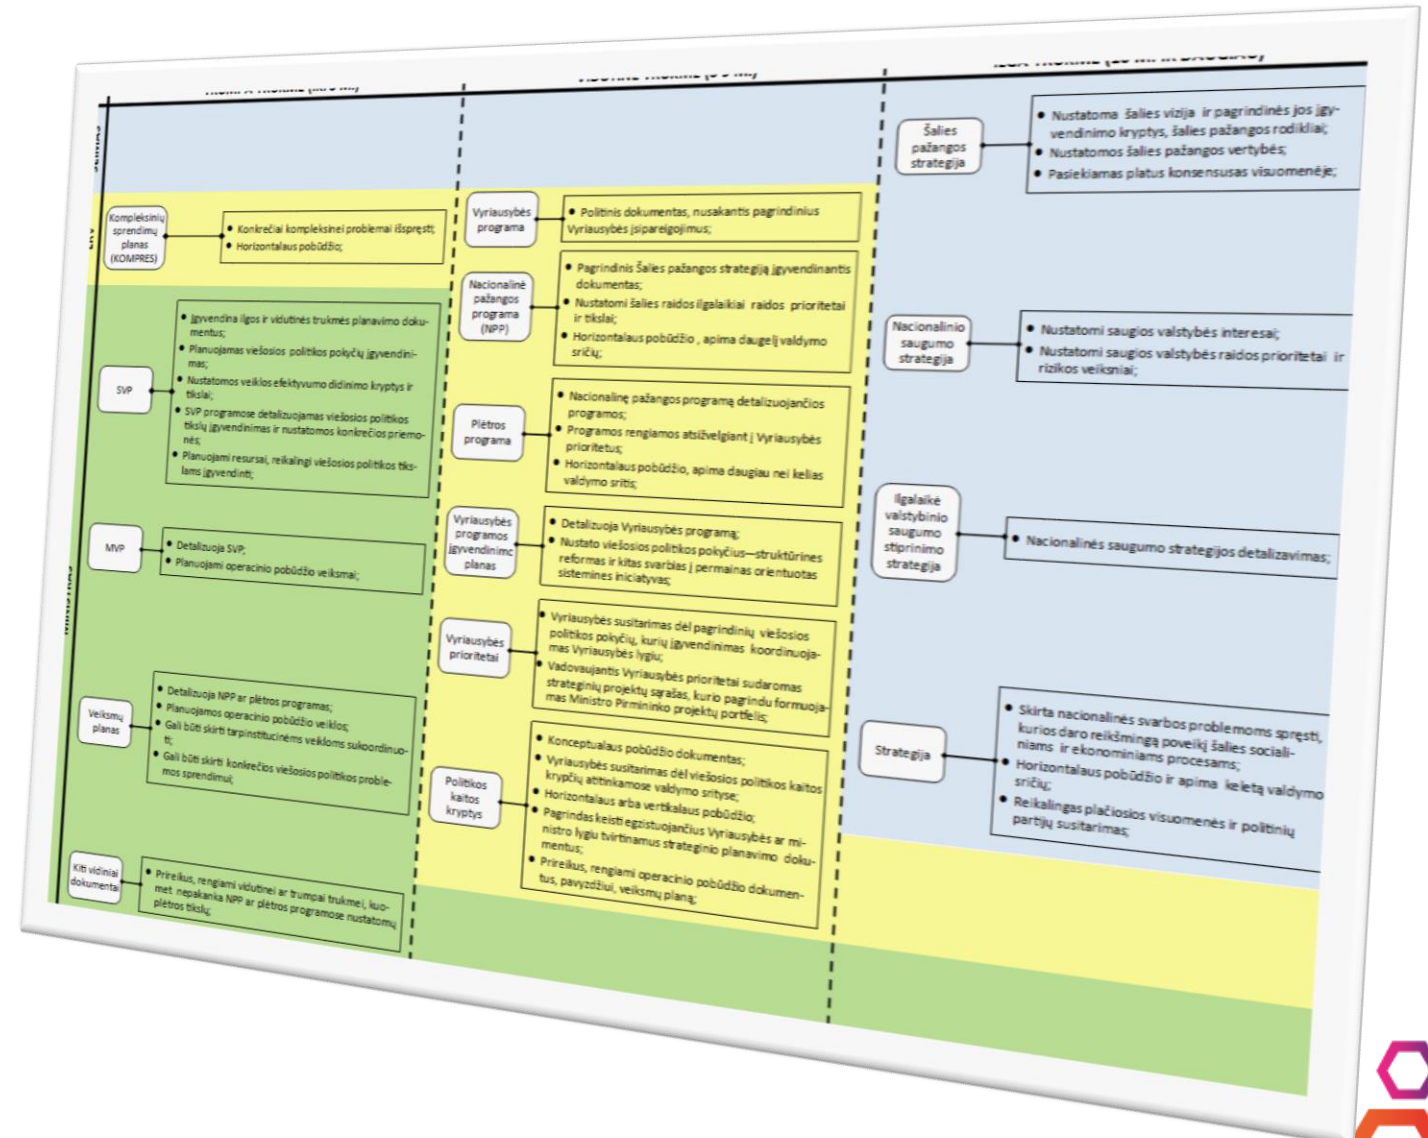 Šalies
pažangos
strategija
• Nustatoma šalies vizija ir pagrindinės jos įgy-
vendinimo kryptys, šalies pažangos rodikliai;
• Nustatomos šalies pažangos vertybės;
• Pasiekiamas platus konsensusas visuomenėje;
Kompleksinių
sprendimų
planas
(KOMPRES)
• Konkrečiai kompleksinei problemai išspręsti;
• Horizontalaus pobūdžio;
Vyriausybės
programa
• Politinis dokumentas, nusakantis pagrindinius
Vyriausybės įsipareigojimus;
Nacionalinė
pažangos
programa
(NPP)
• Pagrindinis Šalies pažangos strategiją įgyvendinantis
dokumentas;
• Nustatomi šalies raidos ilgalaikiai raidos prioritetai
ir tikslai;
• Horizontalaus pobūdžio , apima daugelį valdymo
sričių;
Nacionalinio
saugumo
strategija
• Nustatomi saugios valstybės interesai;
• Nustatomi saugios valstybės raidos prioritetai ir
rizikos veiksniai;
SVP
• Įgyvendina ilgos ir vidutinės trukmės planavimo doku-
mentus;
• Planuojamas viešosios politikos pokyčių įgyvendini-
mas;
• Nustatomos veiklos efektyvumo didinimo kryptys ir
tikslai;
• SVP programose detalizuojamas viešosios politikos
tikslų įgyvendinimas ir nustatomos konkrečios priemo-
nės;
• Planuojami resursai, reikalingi viešosios politikos tiks-
lams įgyvendinti;
Plėtros
programa
• Nacionalinę pažangos programą detalizuojančios
programos;
• Programos rengiamos atsižvelgiant į Vyriausybės
prioritetus;
• Horizontalaus pobūdžio, apima daugiau nei kelias
valdymo sritis;
Ilgalaikė
valstybinio
saugumo
stiprinimo
strategija
• Nacionalinės saugumo strategijos detalizavimas;
MVP
• Detalizuoja SVP;
• Planuojami operacinio pobūdžio veiksmai;
Vyriausybės
programos
įgyvendinimo
planas
• Detalizuoja Vyriausybės programą;
• Nustato viešosios politikos pokyčius—struktūrines
reformas ir kitas svarbias į permainas orientuotas
sistemines iniciatyvas;
Vyriausybės
prioritetai
• Vyriausybės susitarimas dėl pagrindinių viešosios
politikos pokyčių, kurių įgyvendinimas koordinuoja-
mas Vyriausybės lygiu;
• Vadovaujantis Vyriausybės prioritetai sudaromas
strateginių projektų sąrašas, kurio pagrindu formuoja-
mas Ministro Pirmininko projektų portfelis;
Veiksmų
planas
• Detalizuoja NPP ar plėtros programas;
• Planuojamos operacinio pobūdžio veiklos;
• Gali būti skirti tarpinstitucinėms veikloms sukoordinuo-
ti;
• Gali būti skirti konkrečios viešosios politikos proble-
mos sprendimui;
Strategija
• Skirta nacionalinės svarbos problemoms spręsti,
kurios daro reikšmingą poveikį šalies sociali-
niams ir ekonominiams procesams;
• Horizontalaus pobūdžio ir apima keletą valdymo
sričių;
• Reikalingas plačiosios visuomenės ir politinių
partijų susitarimas;
Politikos
kaitos
kryptys
• Konceptualaus pobūdžio dokumentas;
• Vyriausybės susitarimas dėl viešosios politikos kaitos
krypčių atitinkamose valdymo srityse;
• Horizontalaus arba vertikalaus pobūdžio;
• Pagrindas keisti egzistuojančius Vyriausybės ar mi-
nistro lygiu tvirtinamus strateginio planavimo doku-
mentus;
• Prireikus, rengiami operacinio pobūdžio dokumen-
tus, pavyzdžiui, veiksmų planą;
Kiti vidiniai
dokumentai
• Prireikus, rengiami vidutinei ar trumpai trukmei, kuo-
met nepakanka NPP ar plėtros programose nustatomų
plėtros tikslų;